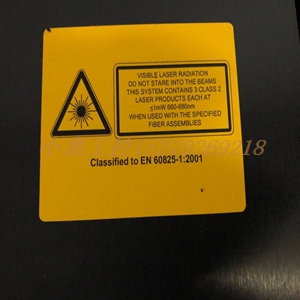 VISIBLE LASER RADIATION
DO NOT STARE INTO THE BEAMS
THIS SYSTEM CONTAINS 3 CLASS 2
LASER PRODUCTS EACH AT
≤1mW 660-680nm
WHEN USED WITH THE SPECIFIED
FIBER ASSEMBLIES
Classified to EN 60825-1:2001